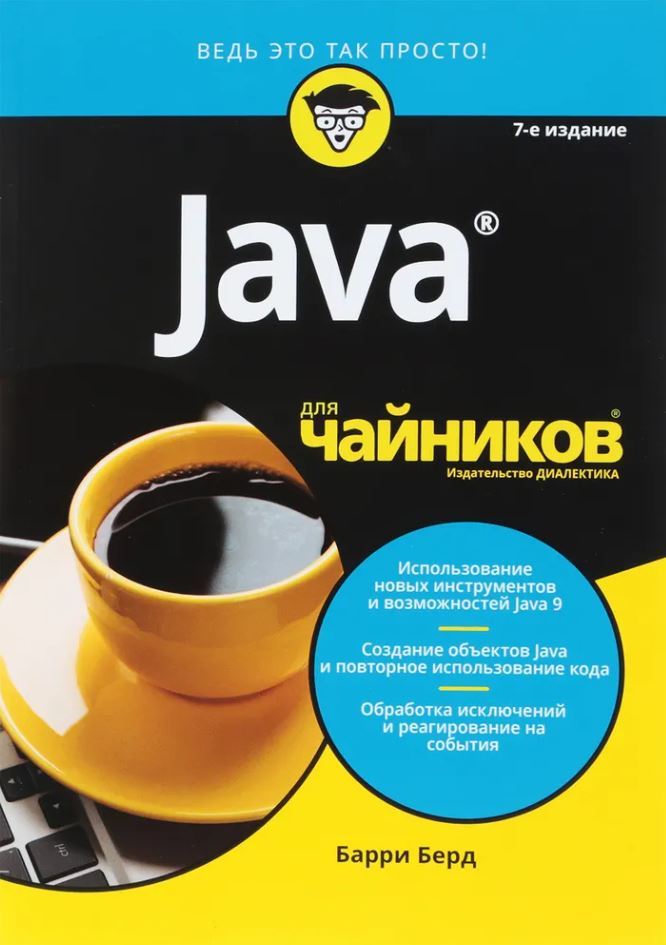 ВЕДЬ ЭТО ТАК ПРОСТО!
7-е издание
Java®
для
чайников®
Издательство ДИАЛЕКТИКА
Использование
новых инструментов
и возможностей Java 9
Создание объектов Java
и повторное использование кода
Обработка исключений
и реагирование на
события
Барри Берд
ctrl